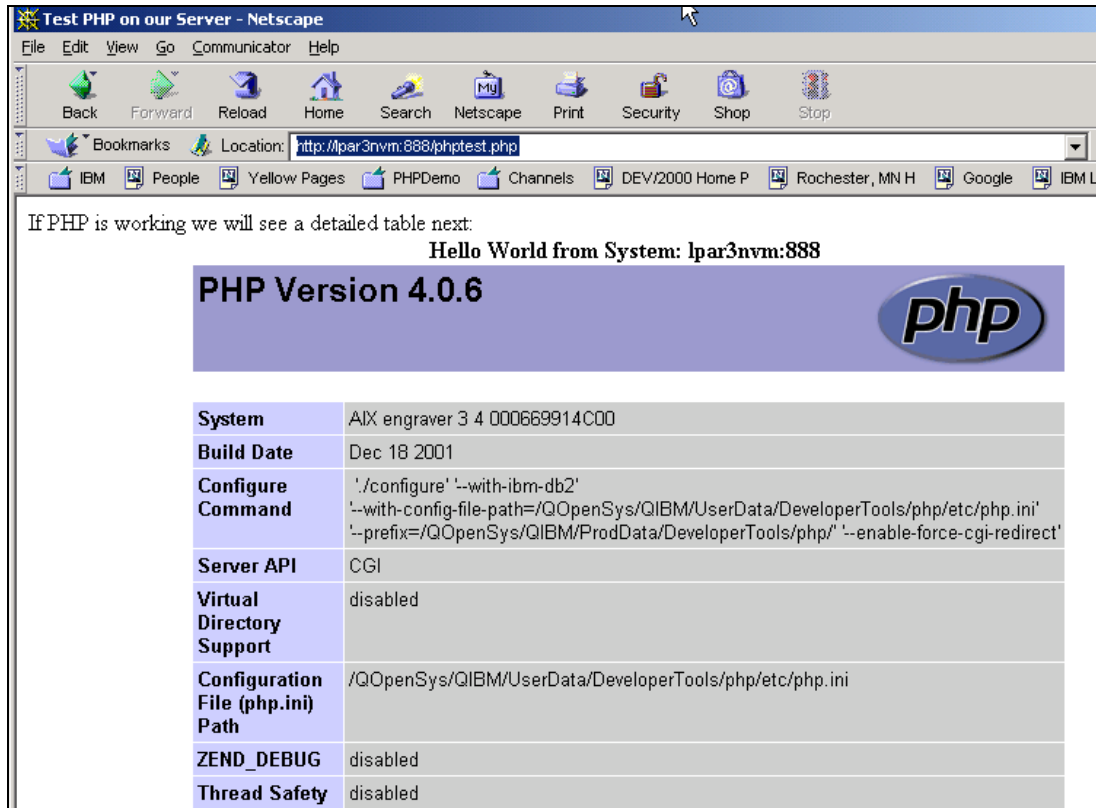 Test PHP on our Server - Netscape
File Edit View Go Communicator Help
My
Back Forward Reload Home Search Netscape Print Security Shop Stop
Bookmarks Location: http://lpar3nvm:888/phptest.php
IBM People Yellow Pages PHPDemo Channels DEV/2000 Home P Rochester, MN H Google IBM L
If PHP is working we will see a detailed table next:
Hello World from System: lpar3nvm:888
PHP Version 4.0.6
php
System AIX engraver 3 4 000669914C00
Build Date Dec 18 2001
Configure './configure' '--with-ibm-db2'
Command '--with-config-file-path=/QOpenSys/QIBM/UserData/DeveloperTools/php/etc/php.ini'
'--prefix=/QOpenSys/QIBM/ProdData/DeveloperTools/php/' '--enable-force-cgi-redirect'
Server API CGI
Virtual disabled
Directory
Support
Configuration /QOpenSys/QIBM/UserData/DeveloperTools/php/etc/php.ini
File (php.ini)
Path
ZEND_DEBUG disabled
Thread Safety disabled